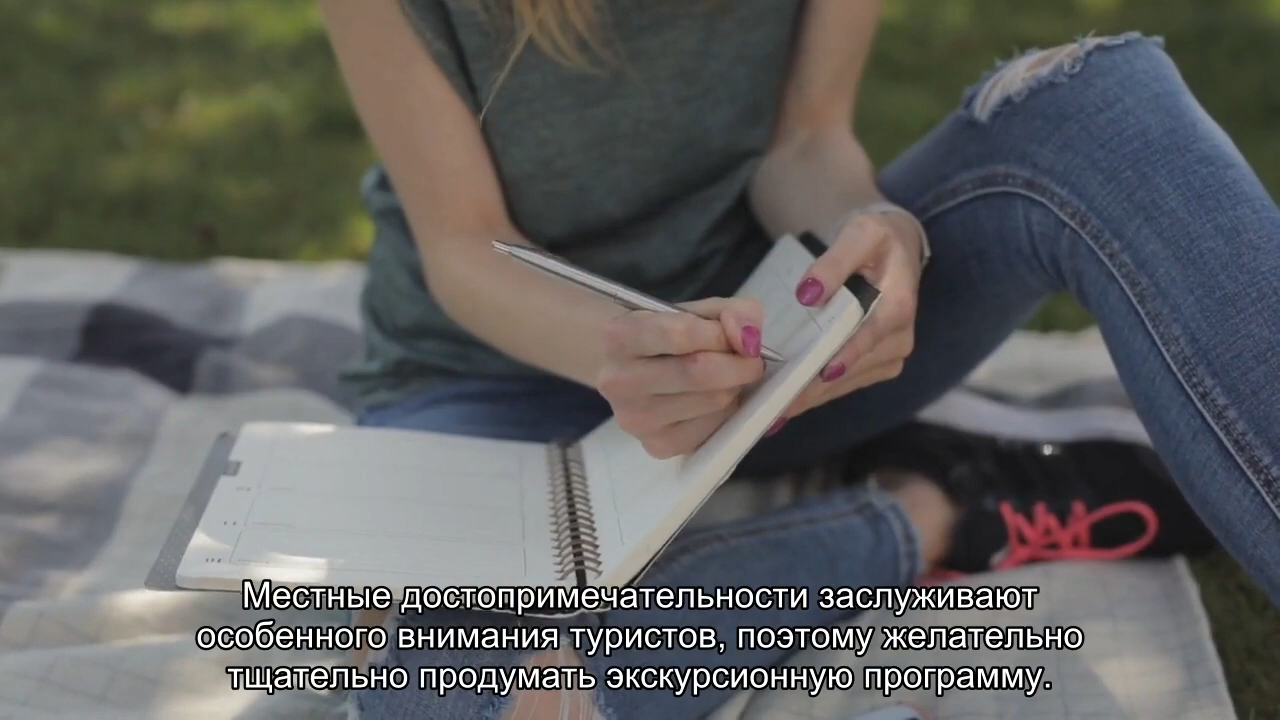 Местные достопримечательности заслуживают
особенного внимания туристов, поэтому желательно
тщательно продумать экскурсионную программу.